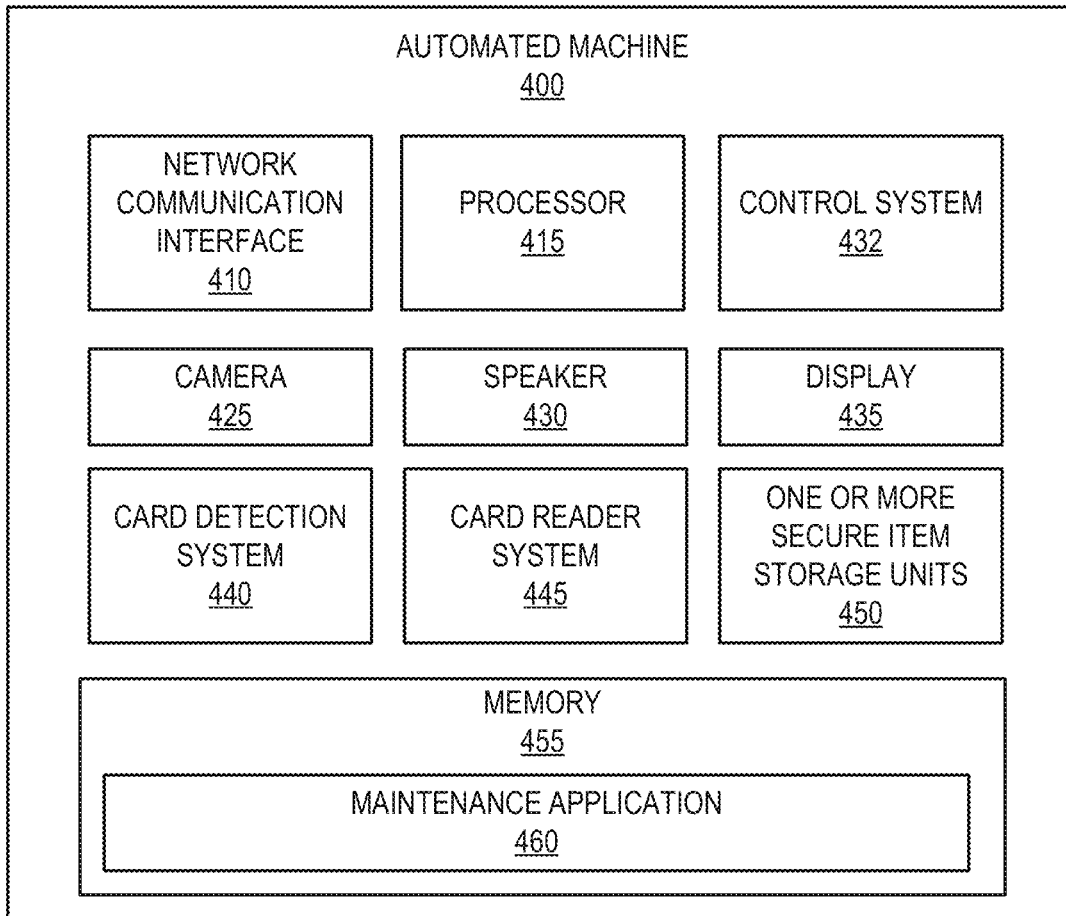 AUTOMATED MACHINE
400
NETWORK
COMMUNICATION
INTERFACE
410
PROCESSOR
415
CONTROL SYSTEM
432
CAMERA
425
SPEAKER
430
DISPLAY
435
CARD DETECTION
SYSTEM
440
CARD READER
SYSTEM
445
ONE OR MORE
SECURE ITEM
STORAGE UNITS
450
MEMORY
455
MAINTENANCE APPLICATION
460